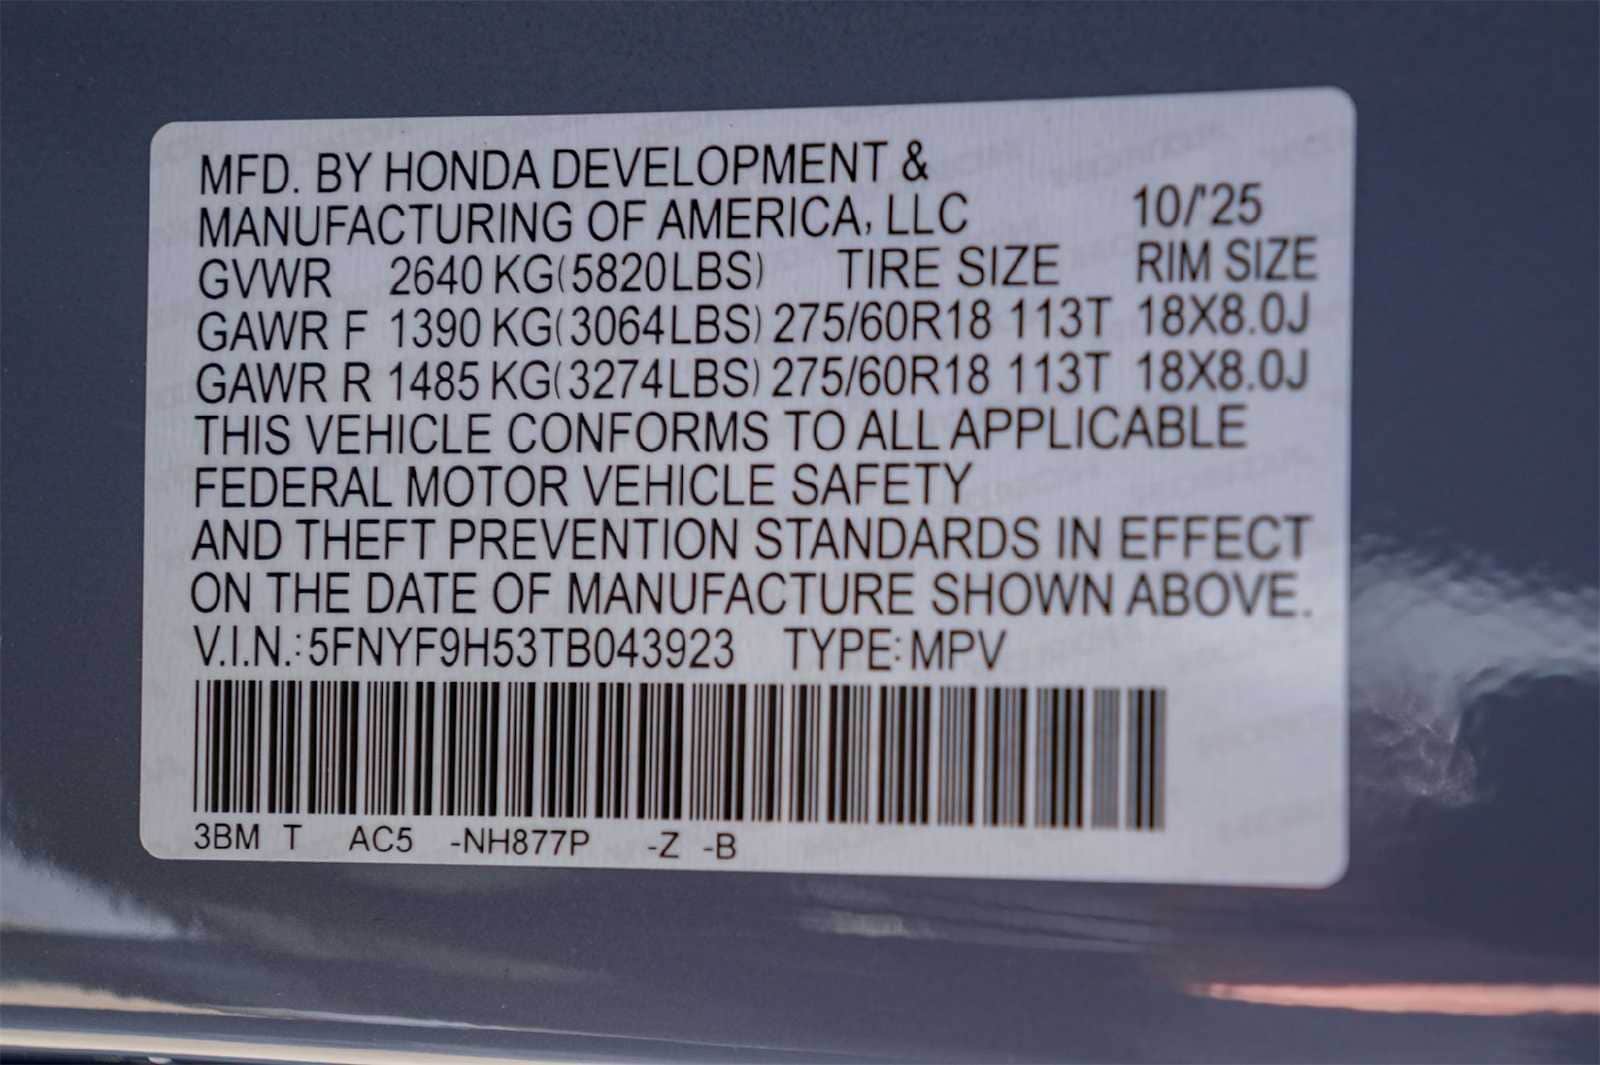 MFD. BY HONDA DEVELOPMENT &
MANUFACTURING OF AMERICA, LLC 10/'25
GVWR 2640 KG(5820LBS) TIRE SIZE RIM SIZE
GAWR F 1390 KG(3064LBS) 275/60R18 113T 18X8.0J
GAWR R 1485 KG(3274LBS) 275/60R18 113T 18X8.0J
THIS VEHICLE CONFORMS TO ALL APPLICABLE
FEDERAL MOTOR VEHICLE SAFETY
AND THEFT PREVENTION STANDARDS IN EFFECT
ON THE DATE OF MANUFACTURE SHOWN ABOVE.
V.I.N.: 5FNYF9H53TB043923 TYPE: MPV
3BM T AC5 -NH877P -Z -B